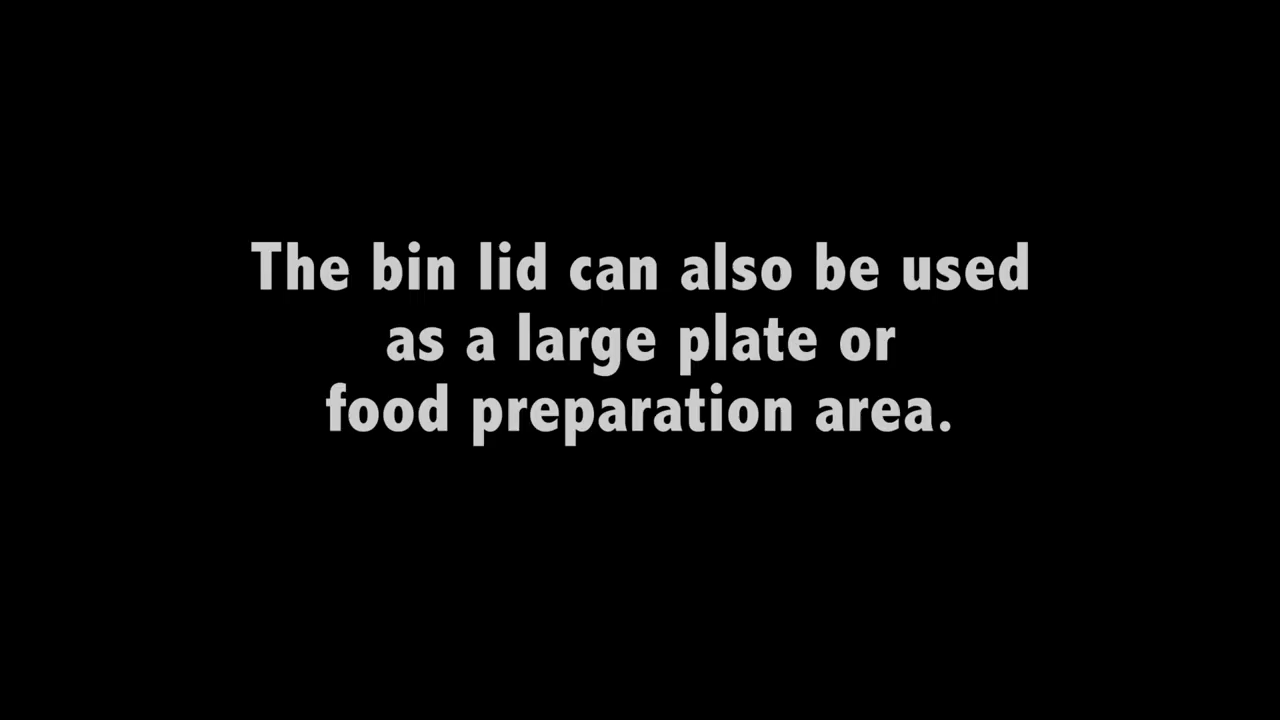 The bin lid can also be used
as a large plate or
food preparation area.